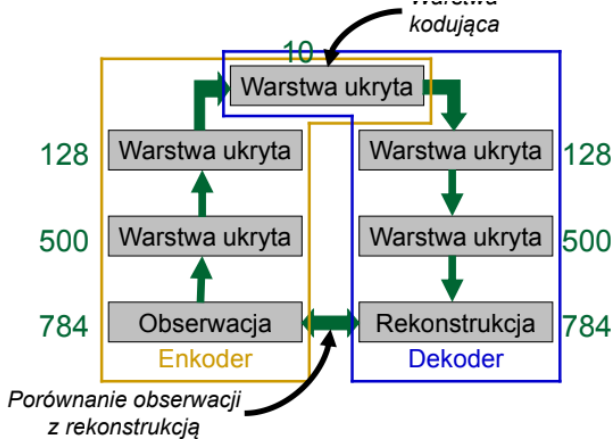 Warstwa
kodująca
10
Warstwa ukryta
128 Warstwa ukryta Warstwa ukryta 128
500 Warstwa ukryta Warstwa ukryta 500
784 Obserwacja Rekonstrukcja 784
Enkoder Dekoder
Porównanie obserwacji
z rekonstrukcją